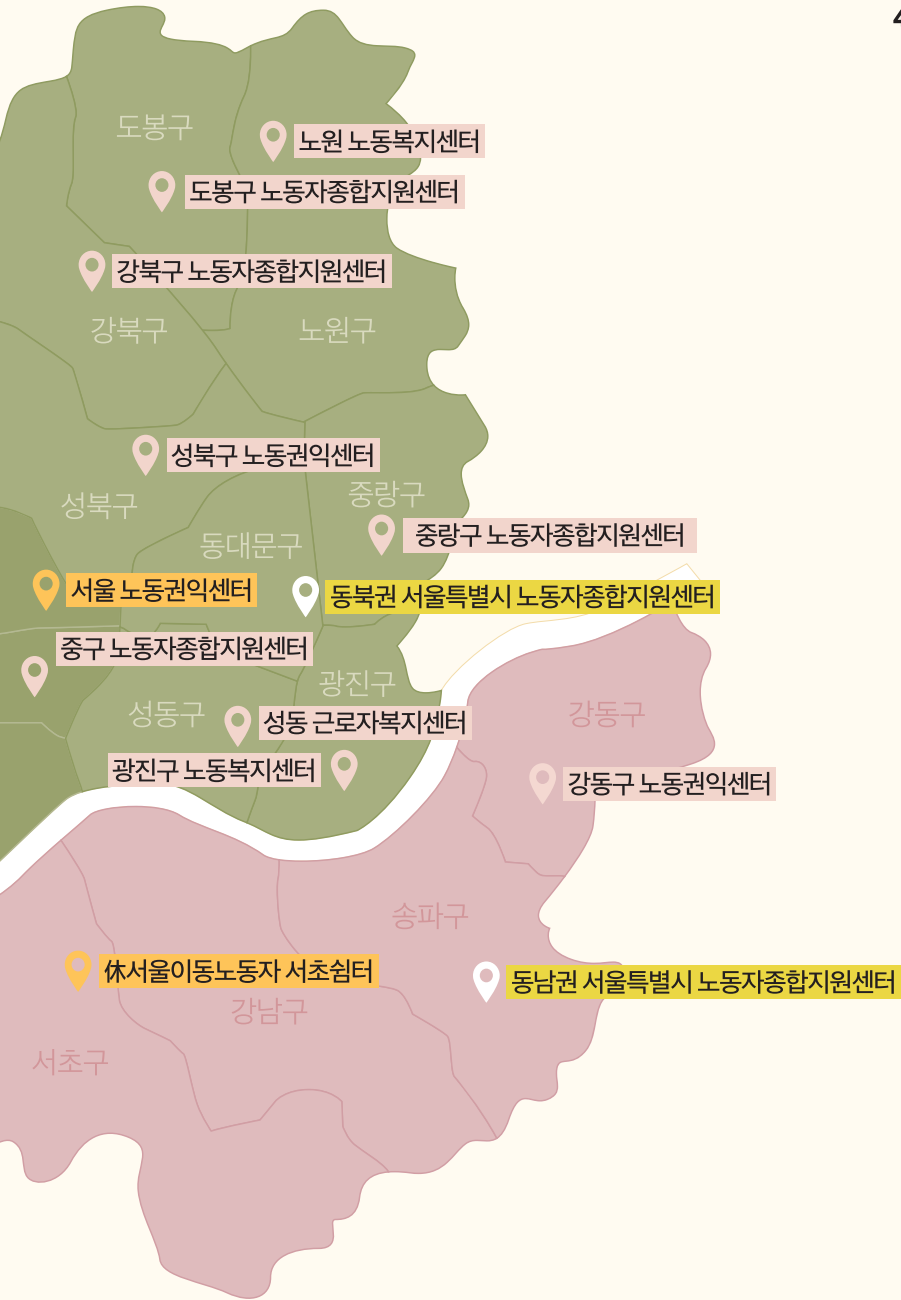 도봉구
노원 노동복지센터
도봉구 노동자종합지원센터
강북구 노동자종합지원센터
강북구
노원구
성북구 노동권익센터
중랑구
성북구
중랑구 노동자종합지원센터
동대문구
서울 노동권익센터
동북권 서울특별시 노동자종합지원센터
중구 노동자종합지원센터
광진구
성동구
강동구
성동 근로자복지센터
광진구 노동복지센터
강동구 노동권익센터
송파구
休서울이동노동자 서초쉼터
동남권 서울특별시 노동자종합지원센터
강남구
서초구